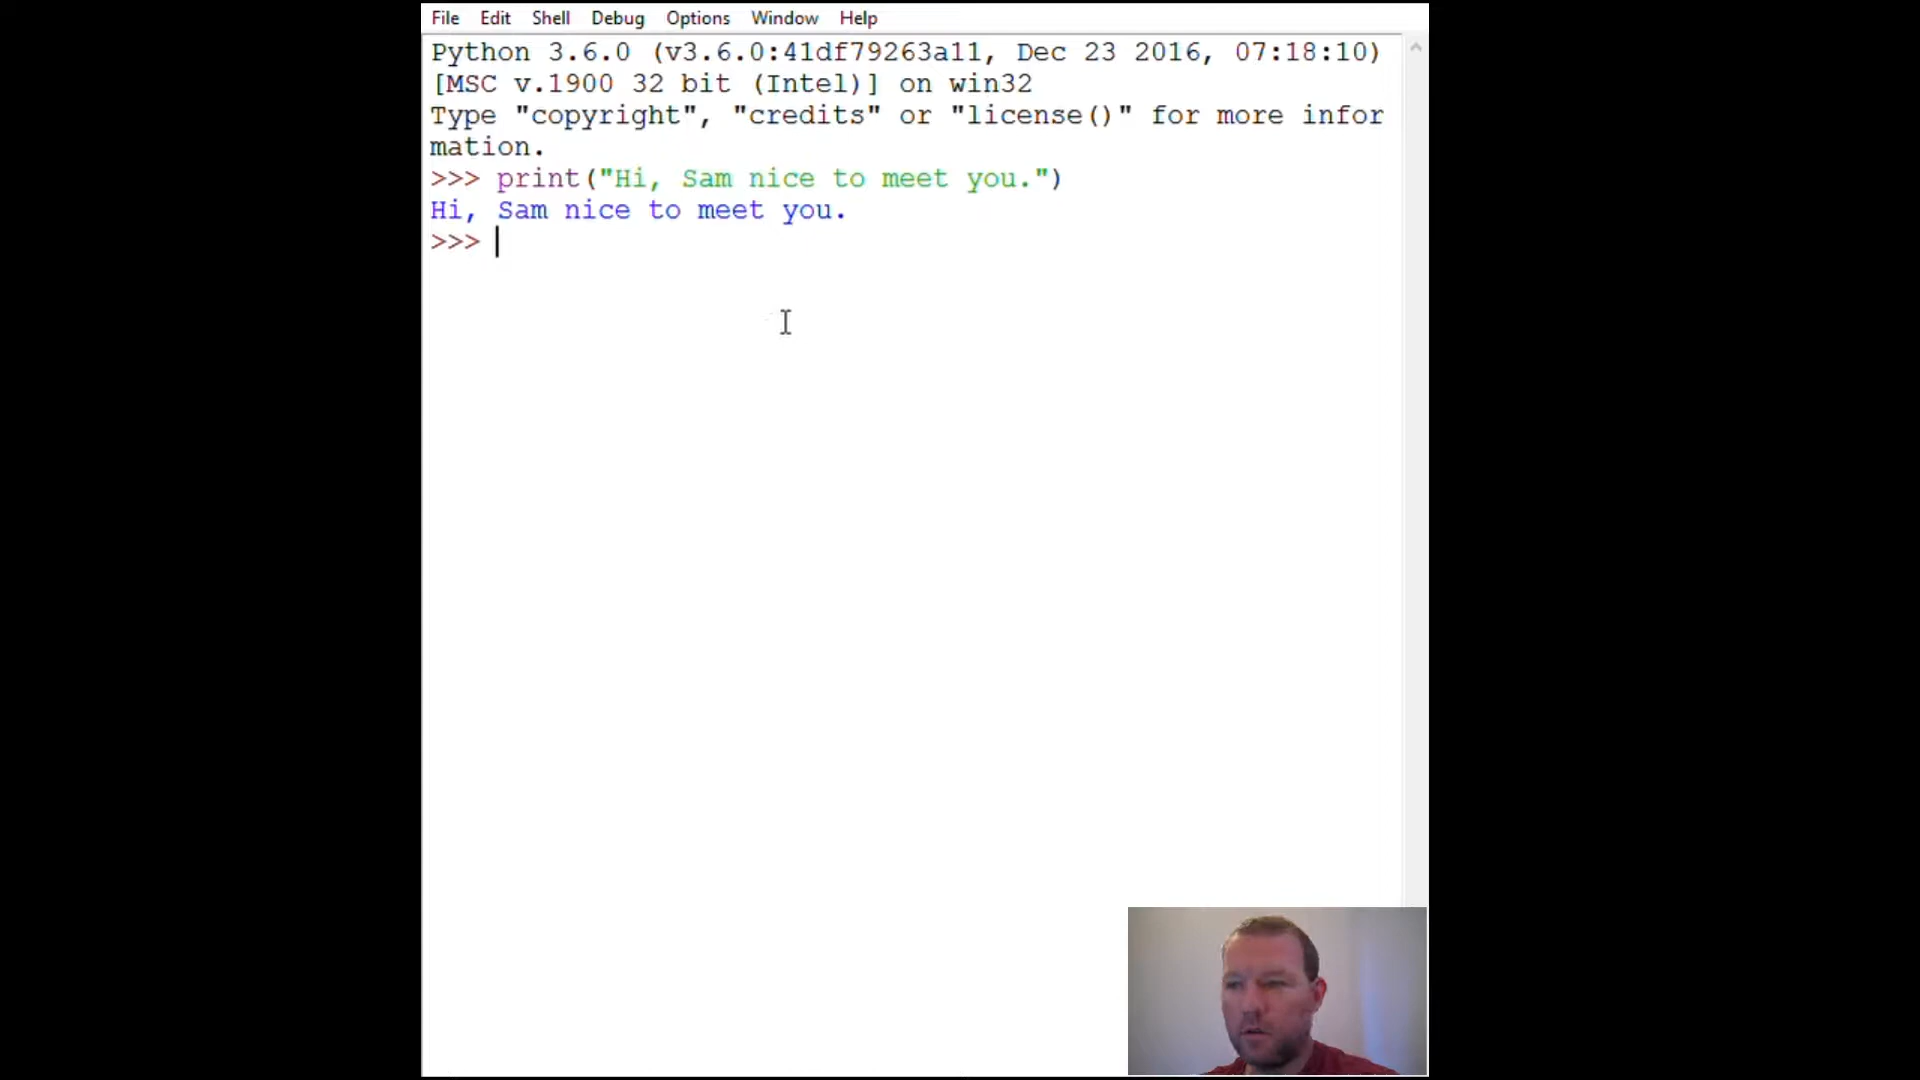 File Edit Shell Debug Options Window Help
Python 3.6.0 (v3.6.0:41df79263a11, Dec 23 2016, 07:18:10)
[MSC v.1900 32 bit (Intel)] on win32
Type "copyright", "credits" or "license()" for more infor
mation.
>>> print("Hi, Sam nice to meet you.")
Hi, Sam nice to meet you.
>>>